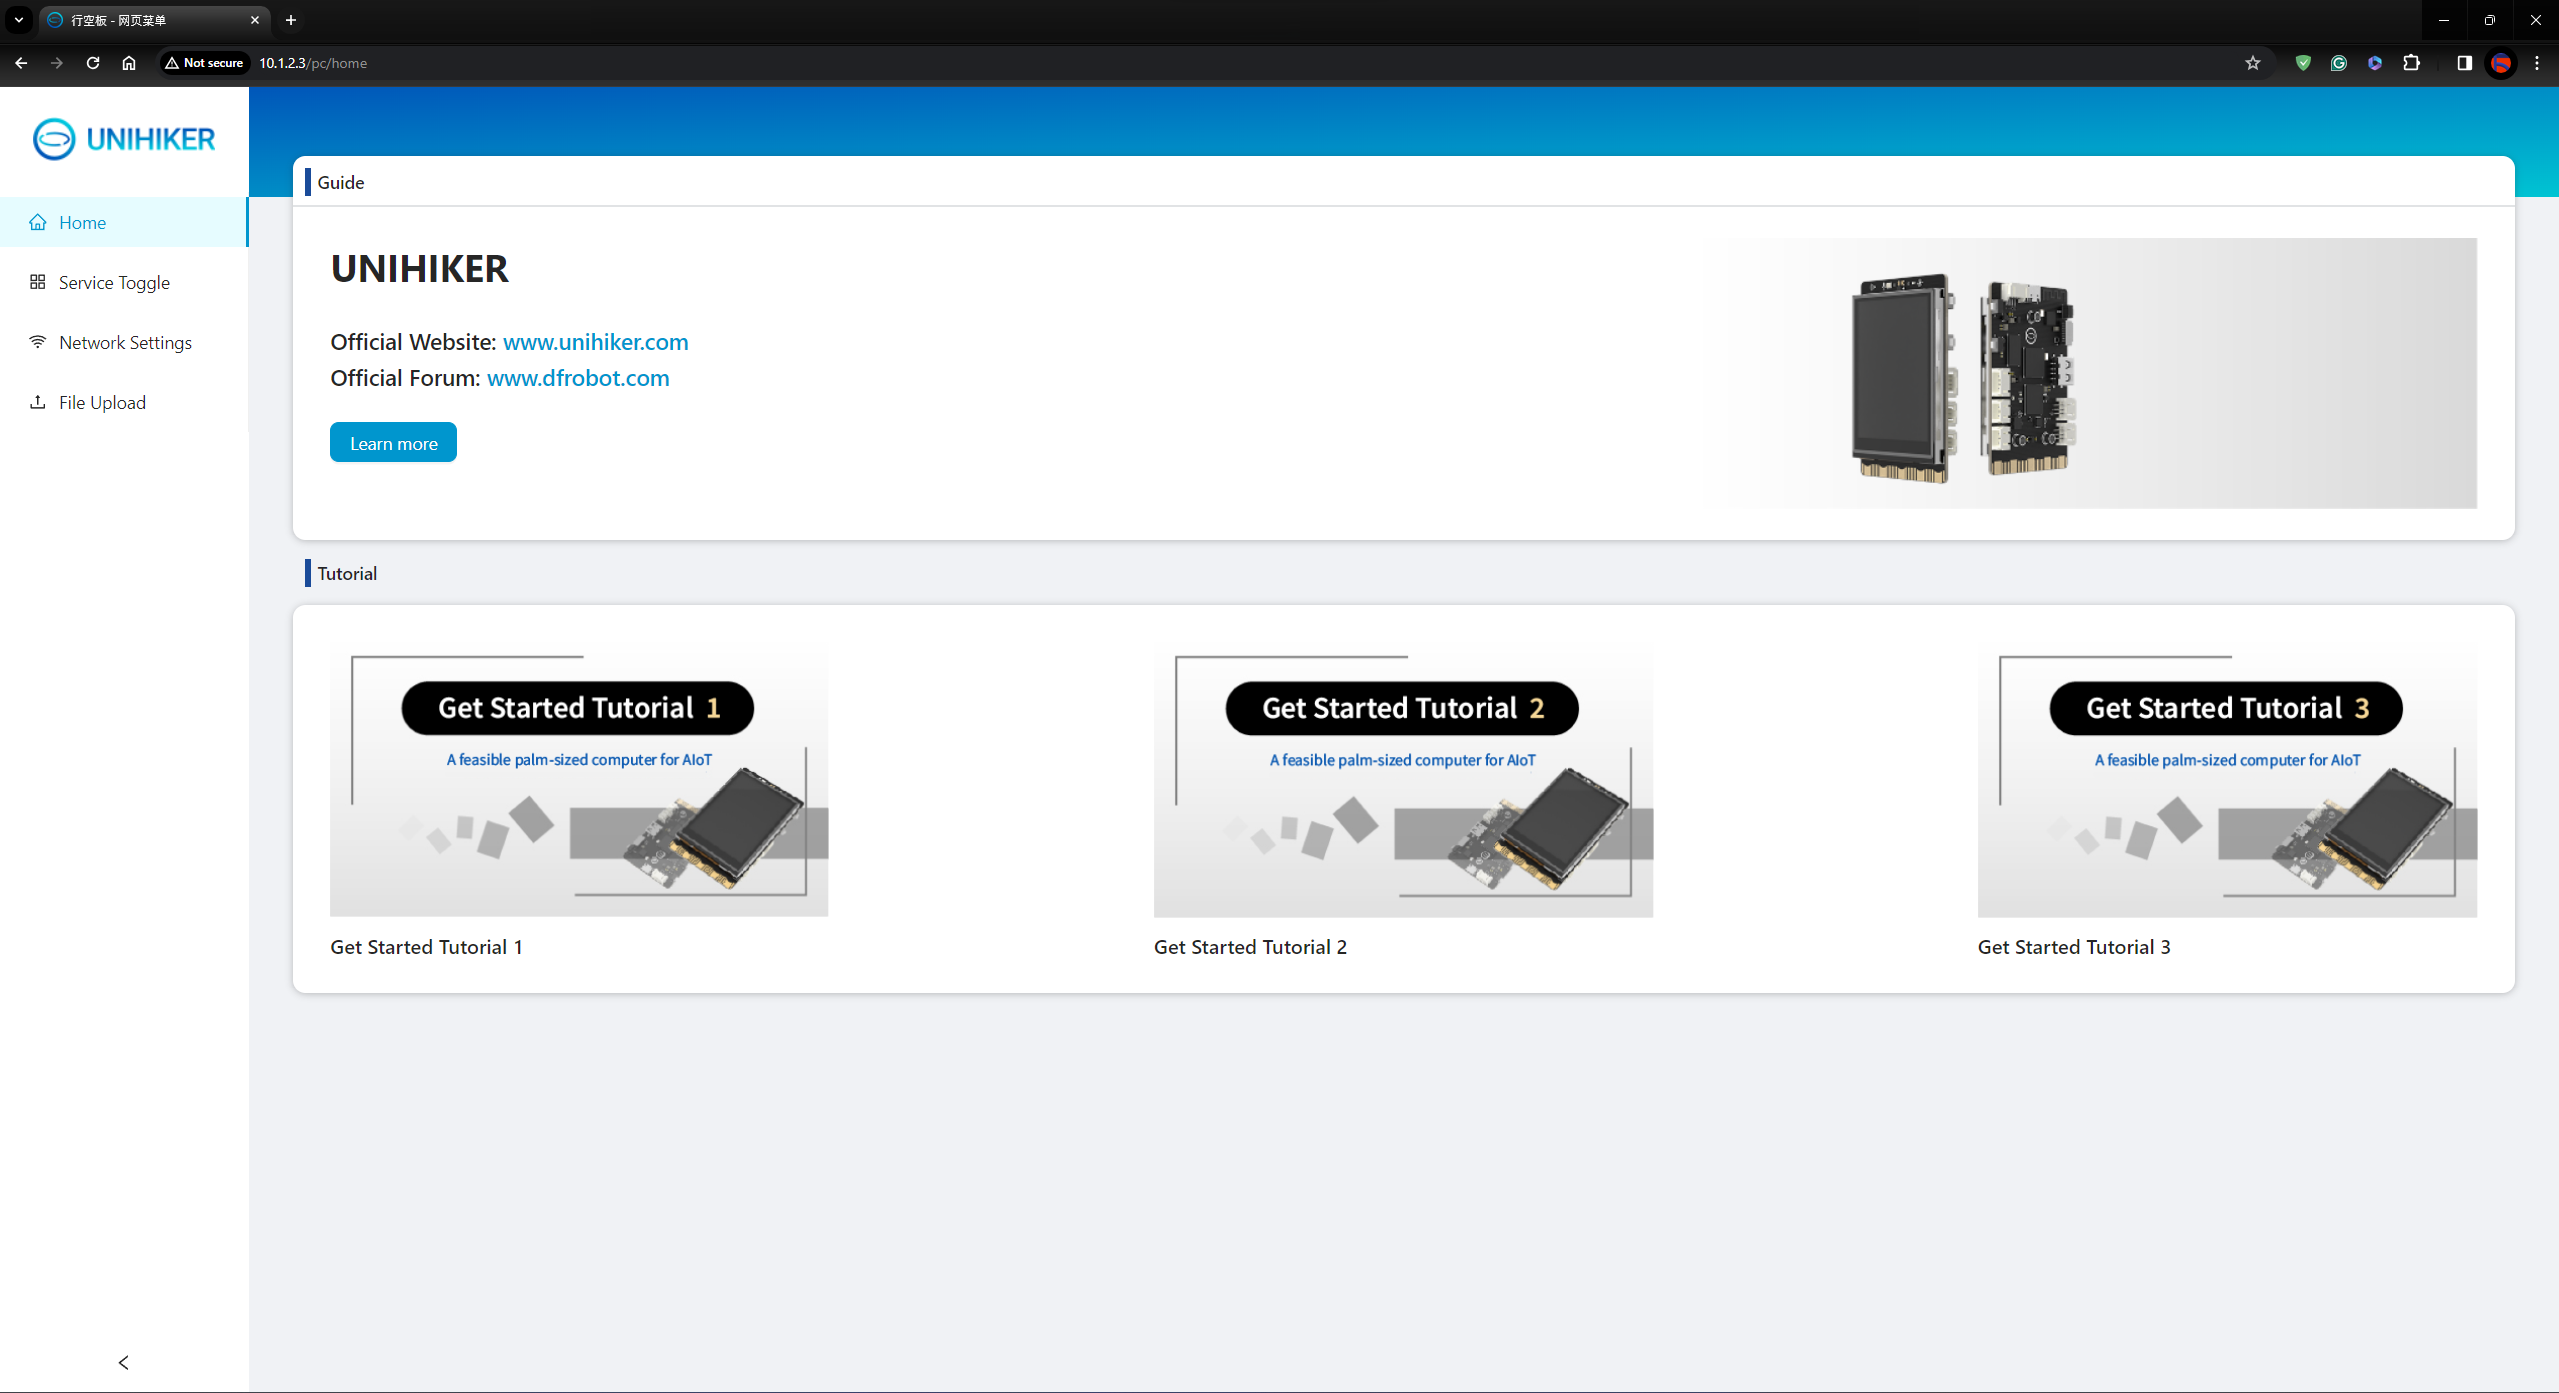 行空板 - 网页菜单
Not secure
10.1.2.3/pc/home
UNIHIKER
Home
Service Toggle
Network Settings
File Upload
Guide
UNIHIKER
Official Website: www.unihiker.com
Official Forum: www.dfrobot.com
Learn more
Tutorial
Get Started Tutorial 1
A feasible palm-sized computer for AIoT
Get Started Tutorial 1
Get Started Tutorial 2
A feasible palm-sized computer for AIoT
Get Started Tutorial 2
Get Started Tutorial 3
A feasible palm-sized computer for AIoT
Get Started Tutorial 3